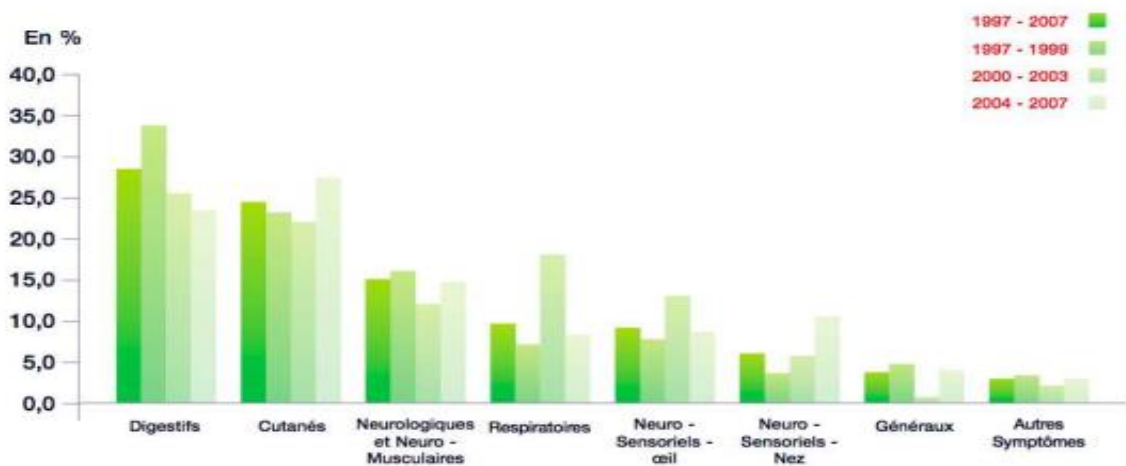 1997 - 2007
1997 - 1999
2000 - 2003
2004 - 2007
En %
40,0
35,0
30,0
25,0
20,0
15,0
10,0
5,0
0,0
Digestifs
Cutanés
Neurologiques
et Neuro -
Musculaires
Respiratoires
Neuro -
Sensoriels -
œil
Neuro -
Sensoriels -
Nez
Généraux
Autres
Symptômes